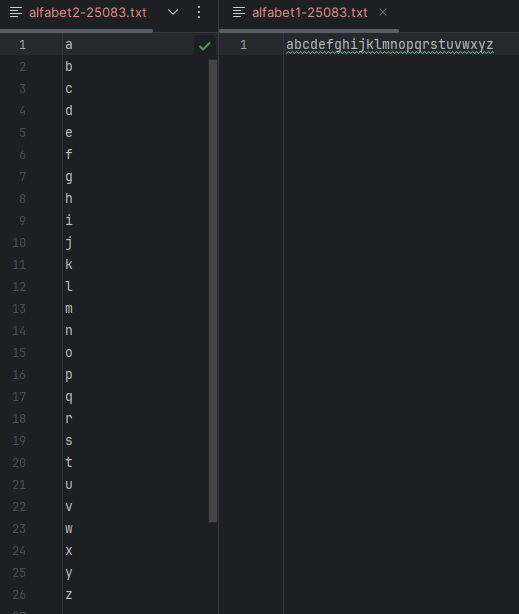 alfabet2-25083.txt
1 a
2 b
3 c
4 d
5 e
6 f
7 g
8 h
9 i
10 j
11 k
12 l
13 m
14 n
15 o
16 p
17 q
18 r
19 s
20 t
21 u
22 v
23 w
24 x
25 y
26 z
alfabet1-25083.txt
1 abcdefghijklmnopqrstuvwxyz